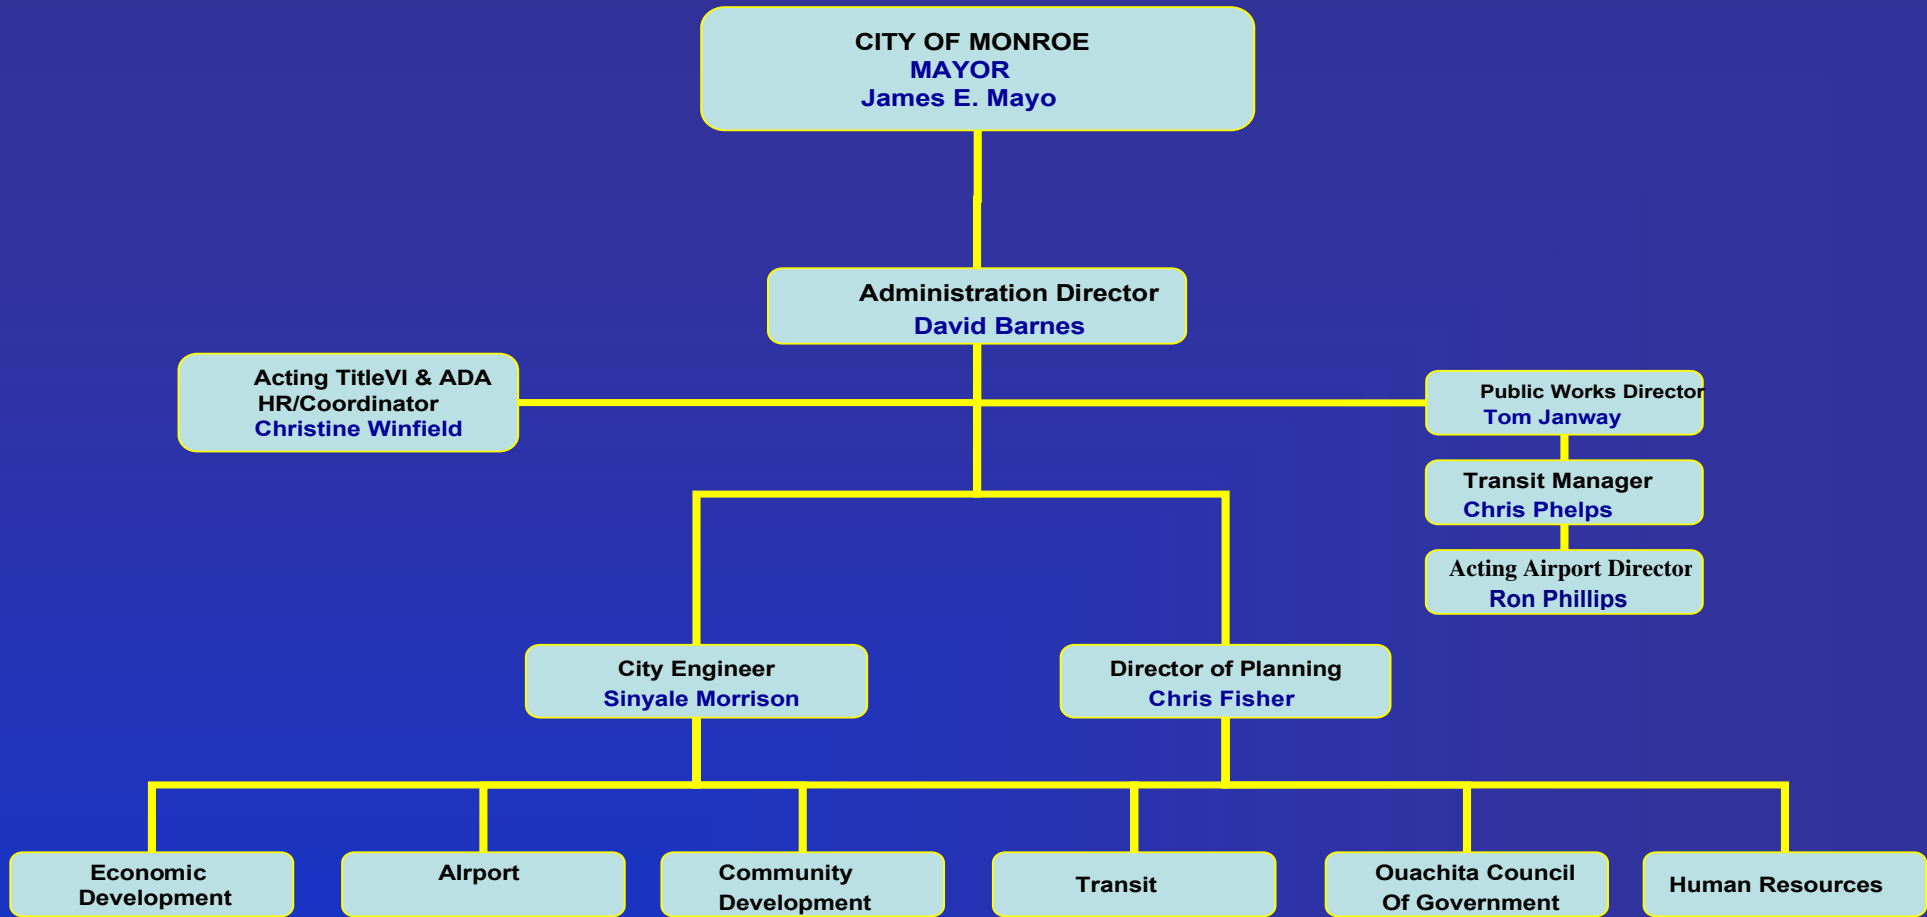 CITY OF MONROE
MAYOR
James E. Mayo
Administration Director
David Barnes
Acting TitleVI & ADA
HR/Coordinator
Christine Winfield
Public Works Director
Tom Janway
Transit Manager
Chris Phelps
Acting Airport Director
Ron Phillips
City Engineer
Sinyale Morrison
Director of Planning
Chris Fisher
Economic
Development
AIrport
Community
Development
Transit
Ouachita Council
Of Government
Human Resources